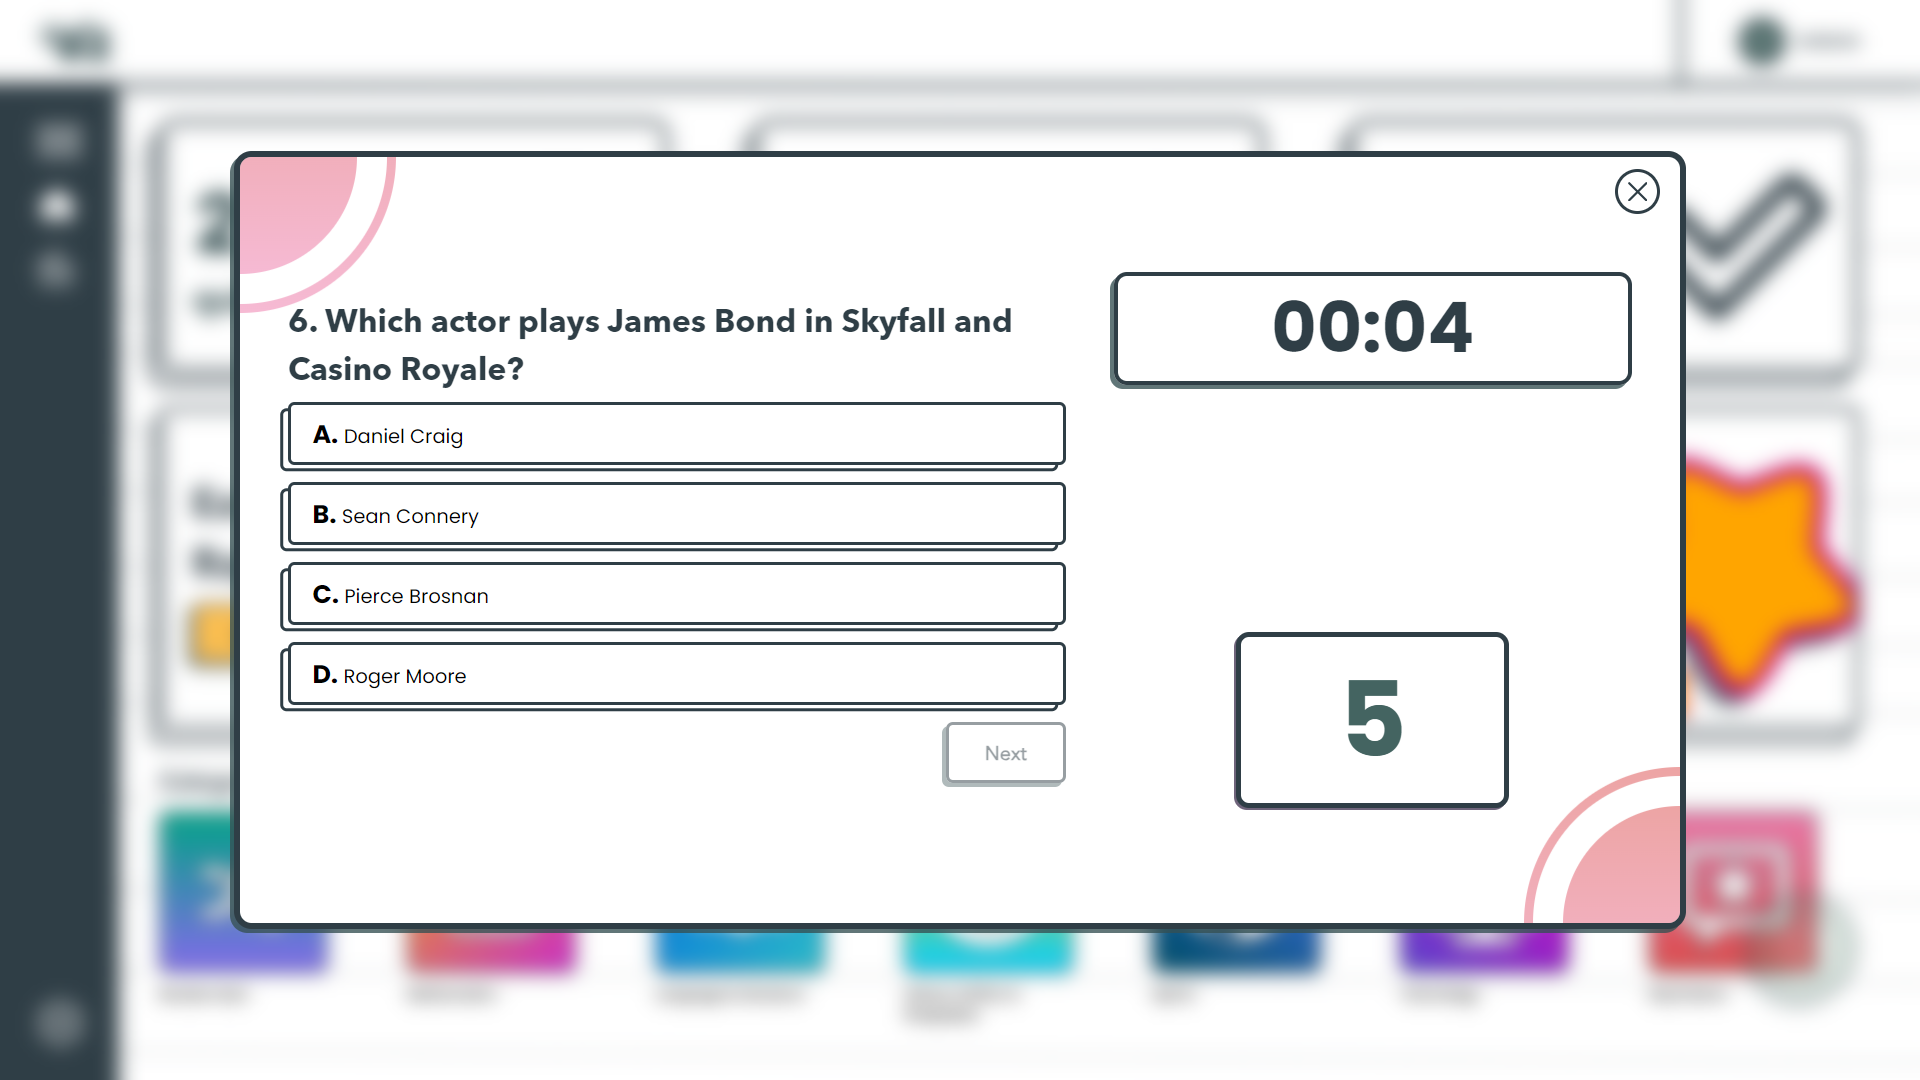 6. Which actor plays James Bond in Skyfall and
Casino Royale?
A. Daniel Craig
B. Sean Connery
C. Pierce Brosnan
D. Roger Moore
Next
00:04
5